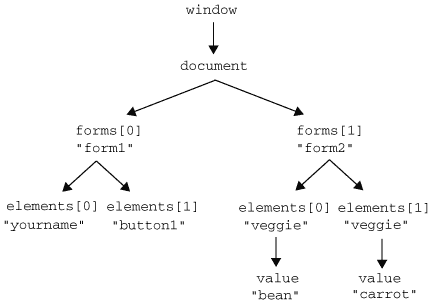 window
document
forms[0] forms[1]
"form1" "form2"
elements[0] elements[1] elements[0] elements[1]
"yourname" "button1" "veggie" "veggie"
value value
"bean" "carrot"